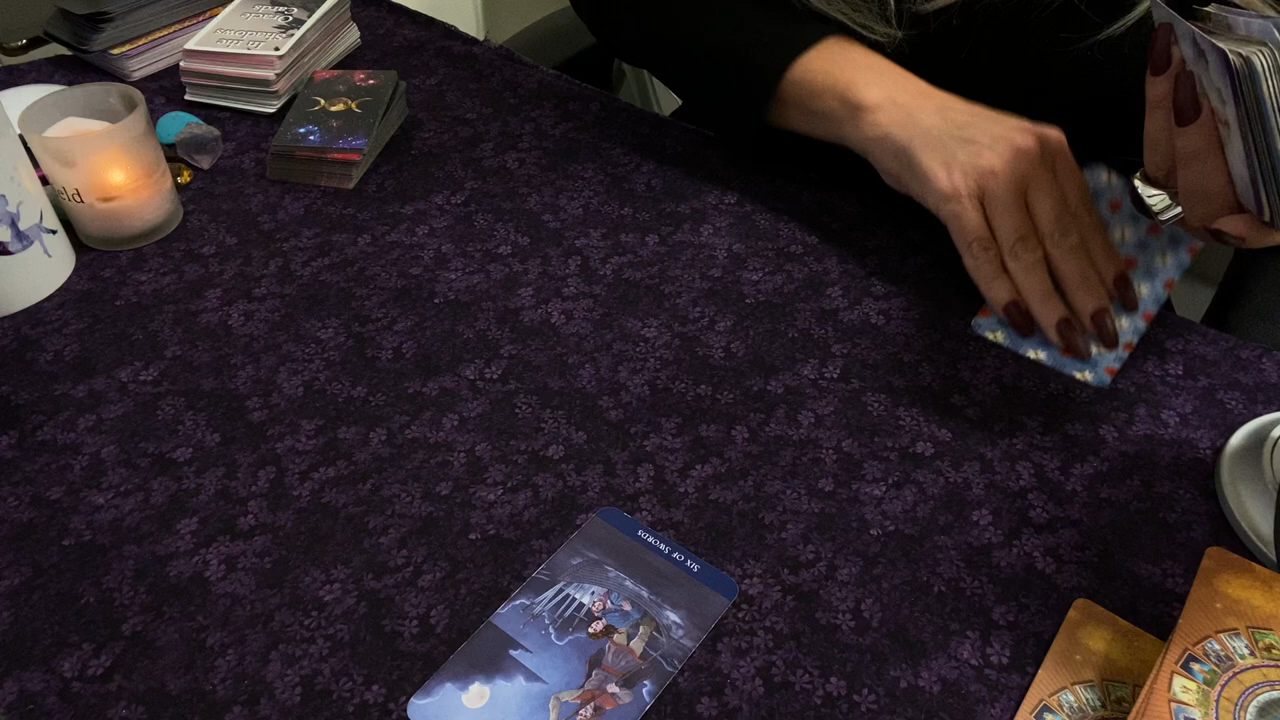 In the
Shadows
Oracle
Cards
eld
SIX OF SWORDS